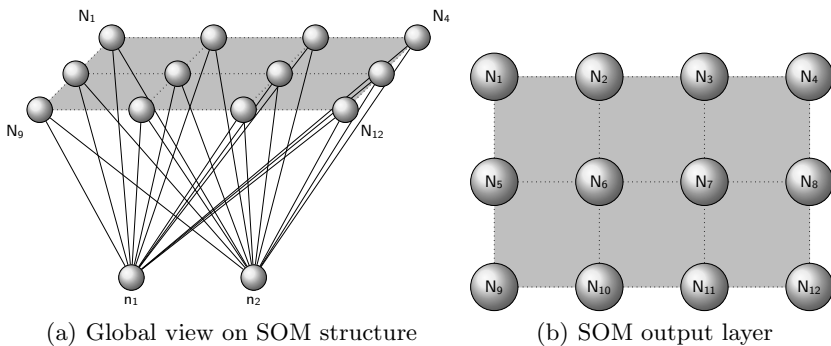 N1 N4
N9 N12
n1 n2
(a) Global view on SOM structure
N1 N2 N3 N4
N5 N6 N7 N8
N9 N10 N11 N12
(b) SOM output layer